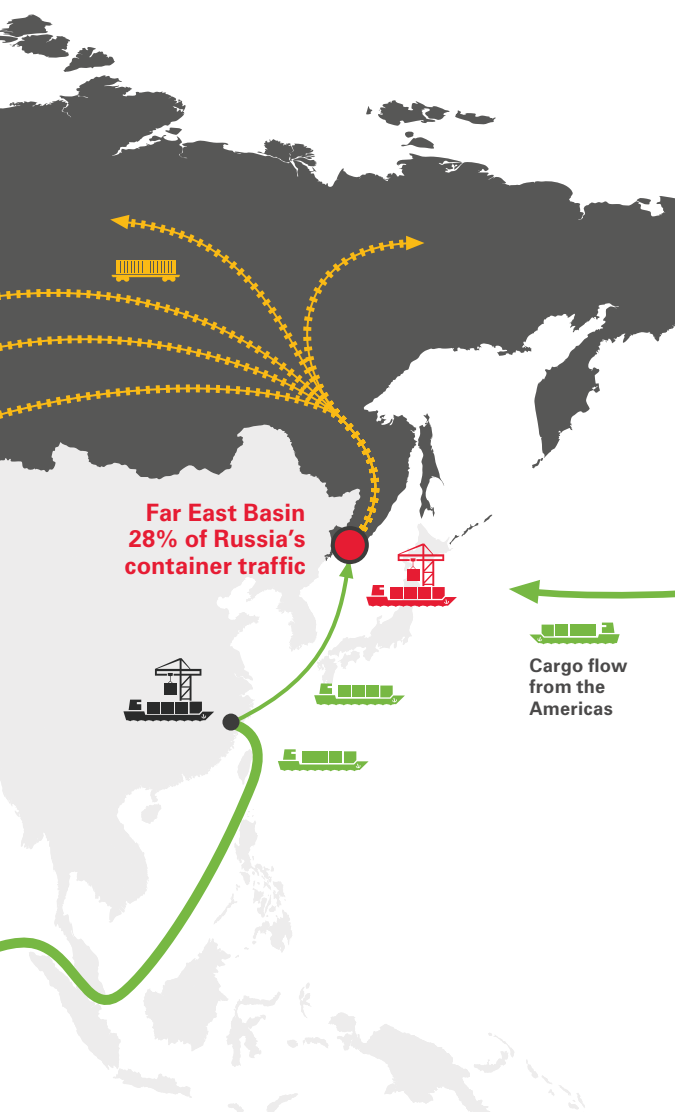 Far East Basin
28% of Russia's
container traffic
Cargo flow
from the
Americas